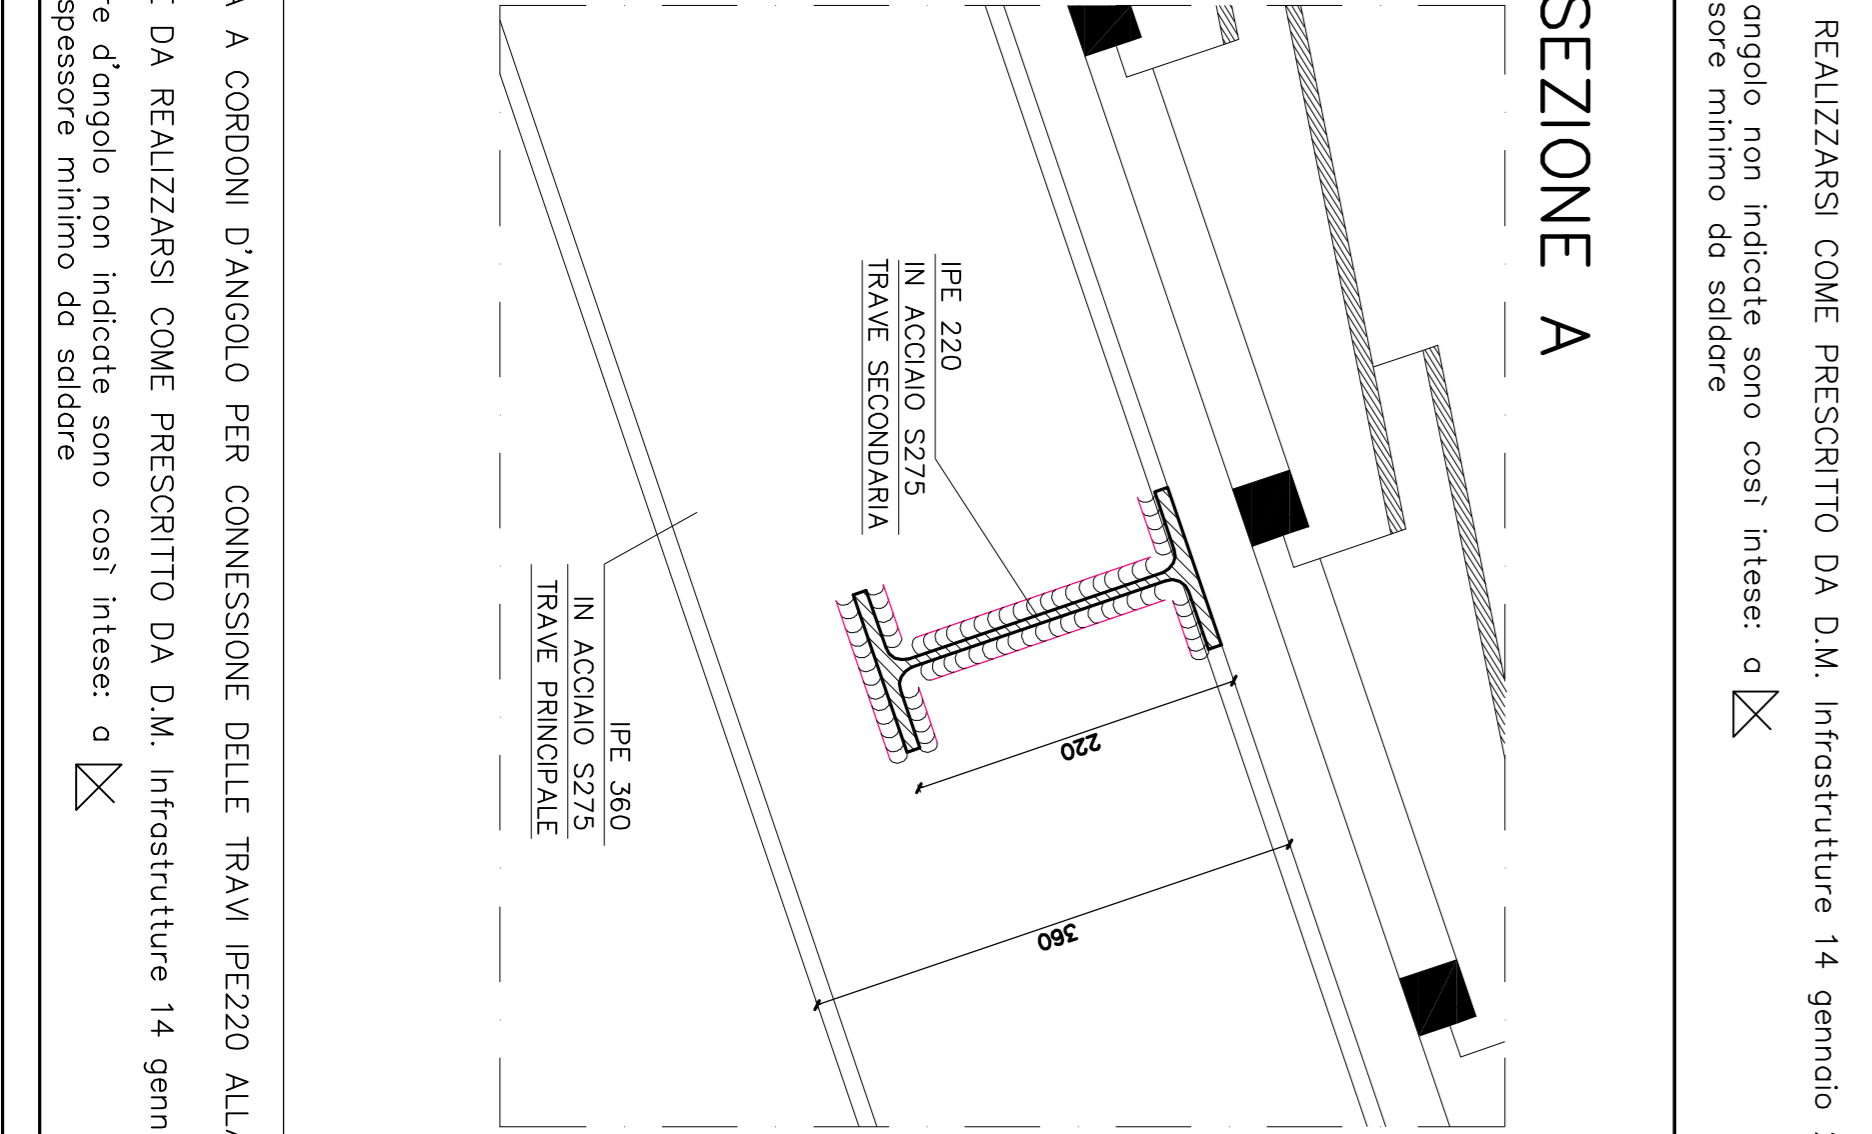 REALIZZARSI COME PRESCRITTO DA D.M. Infrastrutture 14 gennaio
angolo non indicate sono così intese: a
sore minimo da saldare
SEZIONE A
IPE 220
IN ACCIAIO S275
TRAVE SECONDARIA
220
360
IPE 360
IN ACCIAIO S275
TRAVE PRINCIPALE
A A CORDONI D'ANGOLO PER CONNESSIONE DELLE TRAVI IPE220 ALLA
E DA REALIZZARSI COME PRESCRITTO DA D.M. Infrastrutture 14 genn
re d'angolo non indicate sono così intese: a
spessore minimo da saldare